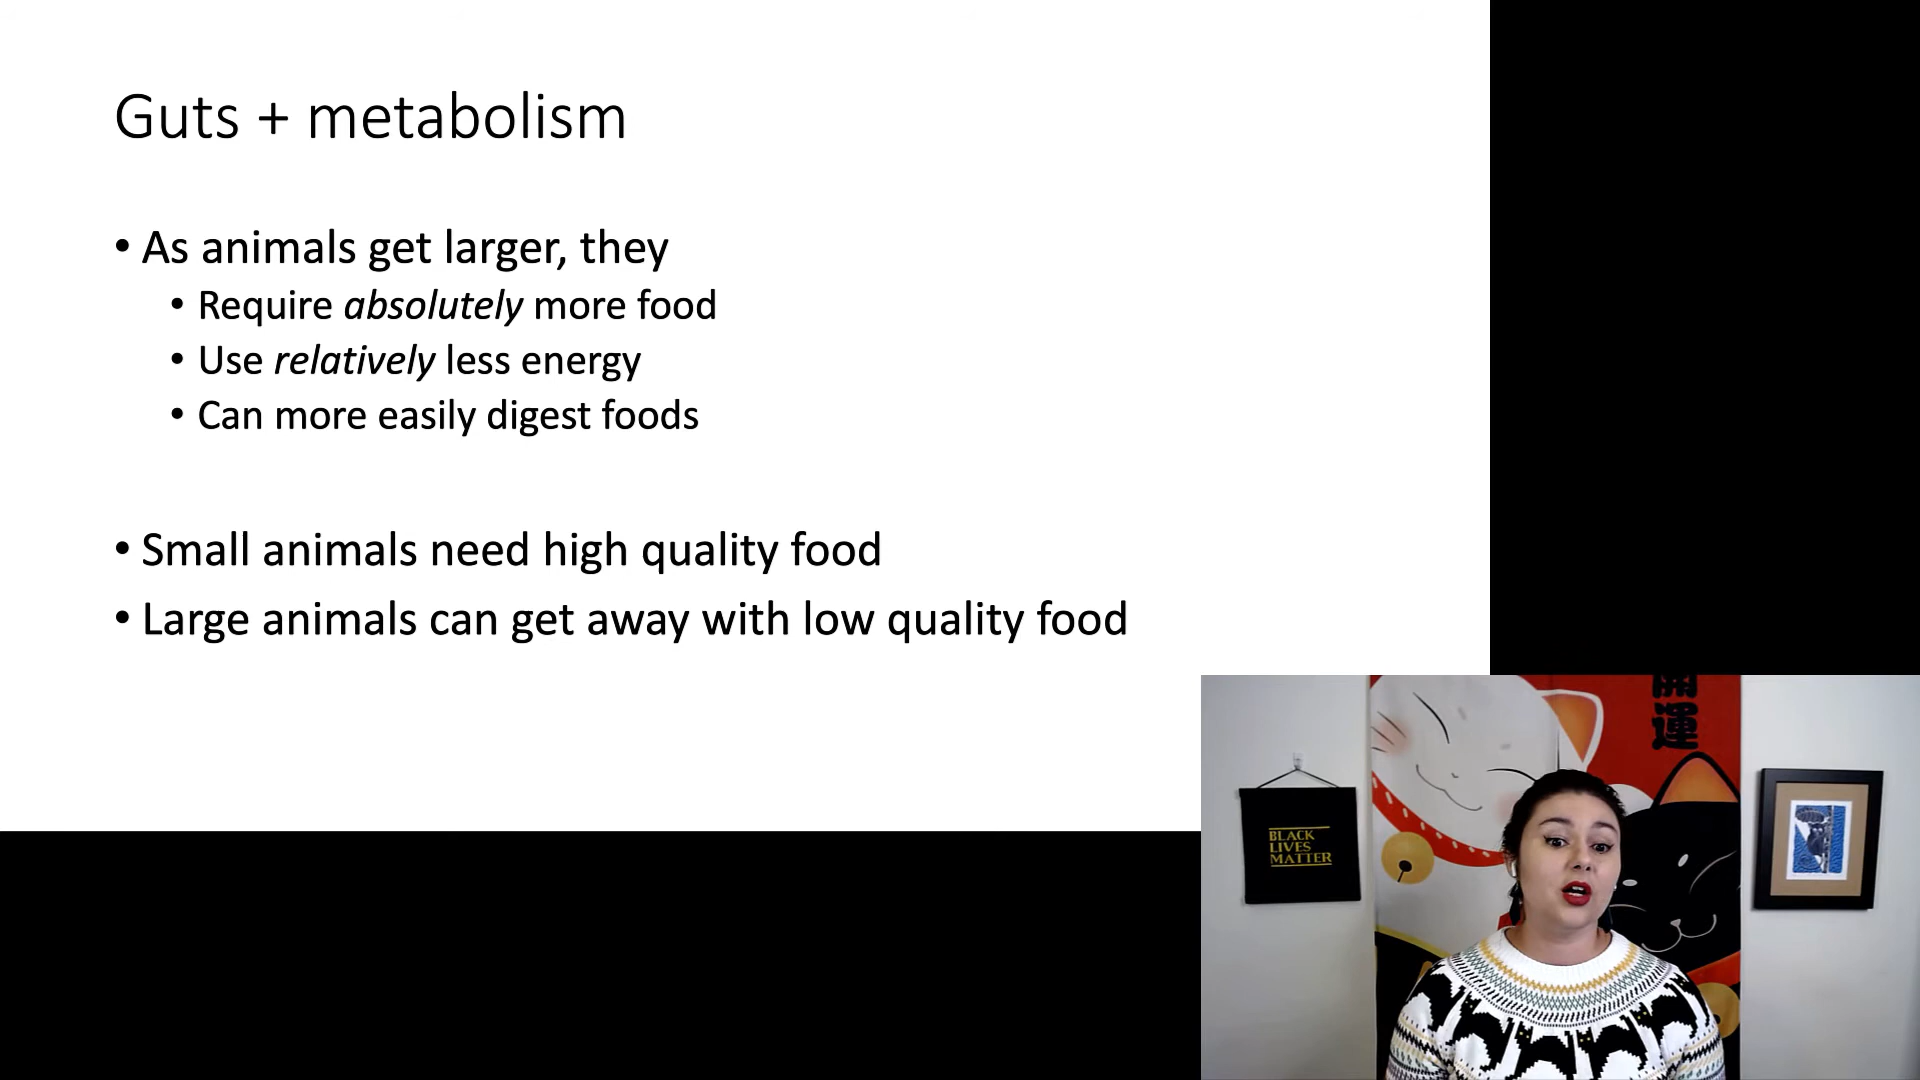 Guts + metabolism
• As animals get larger, they
• Require absolutely more food
• Use relatively less energy
• Can more easily digest foods
• Small animals need high quality food
• Large animals can get away with low quality food
開
運
BLACK
LIVES
MATTER